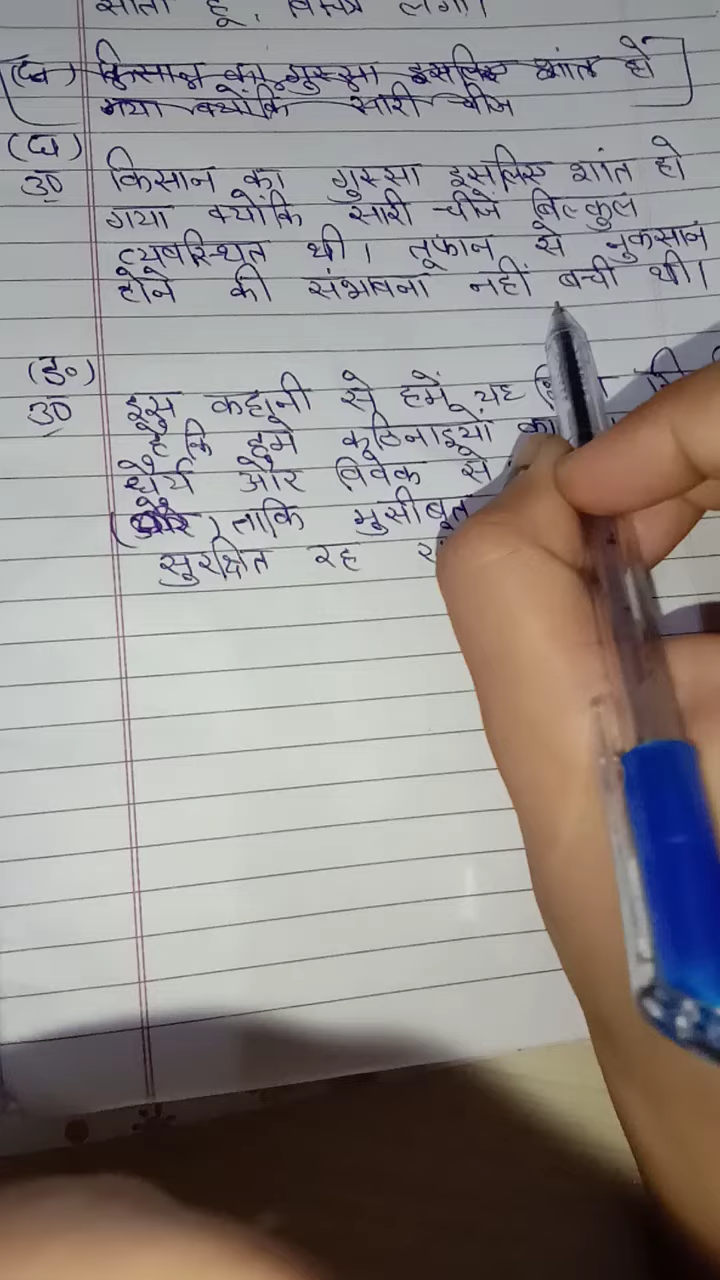 (घ) किसान का गुस्सा इसलिए शांत हो
गया क्योंकि सारी चीज
(घ)
उ० किसान का गुस्सा इसलिए शांत हो
गया क्योंकि सारी चीजे बिल्कुल
व्यवस्थित थी। तूफान से नुकसान
होने की संभावना नहीं बची थी।
(ड०)
उ० इस कहानी से हमें यह
है कि हमे कठिनाइयों का
धैर्य और विवेक से
ताकि मुसीबत
सुरक्षित रह